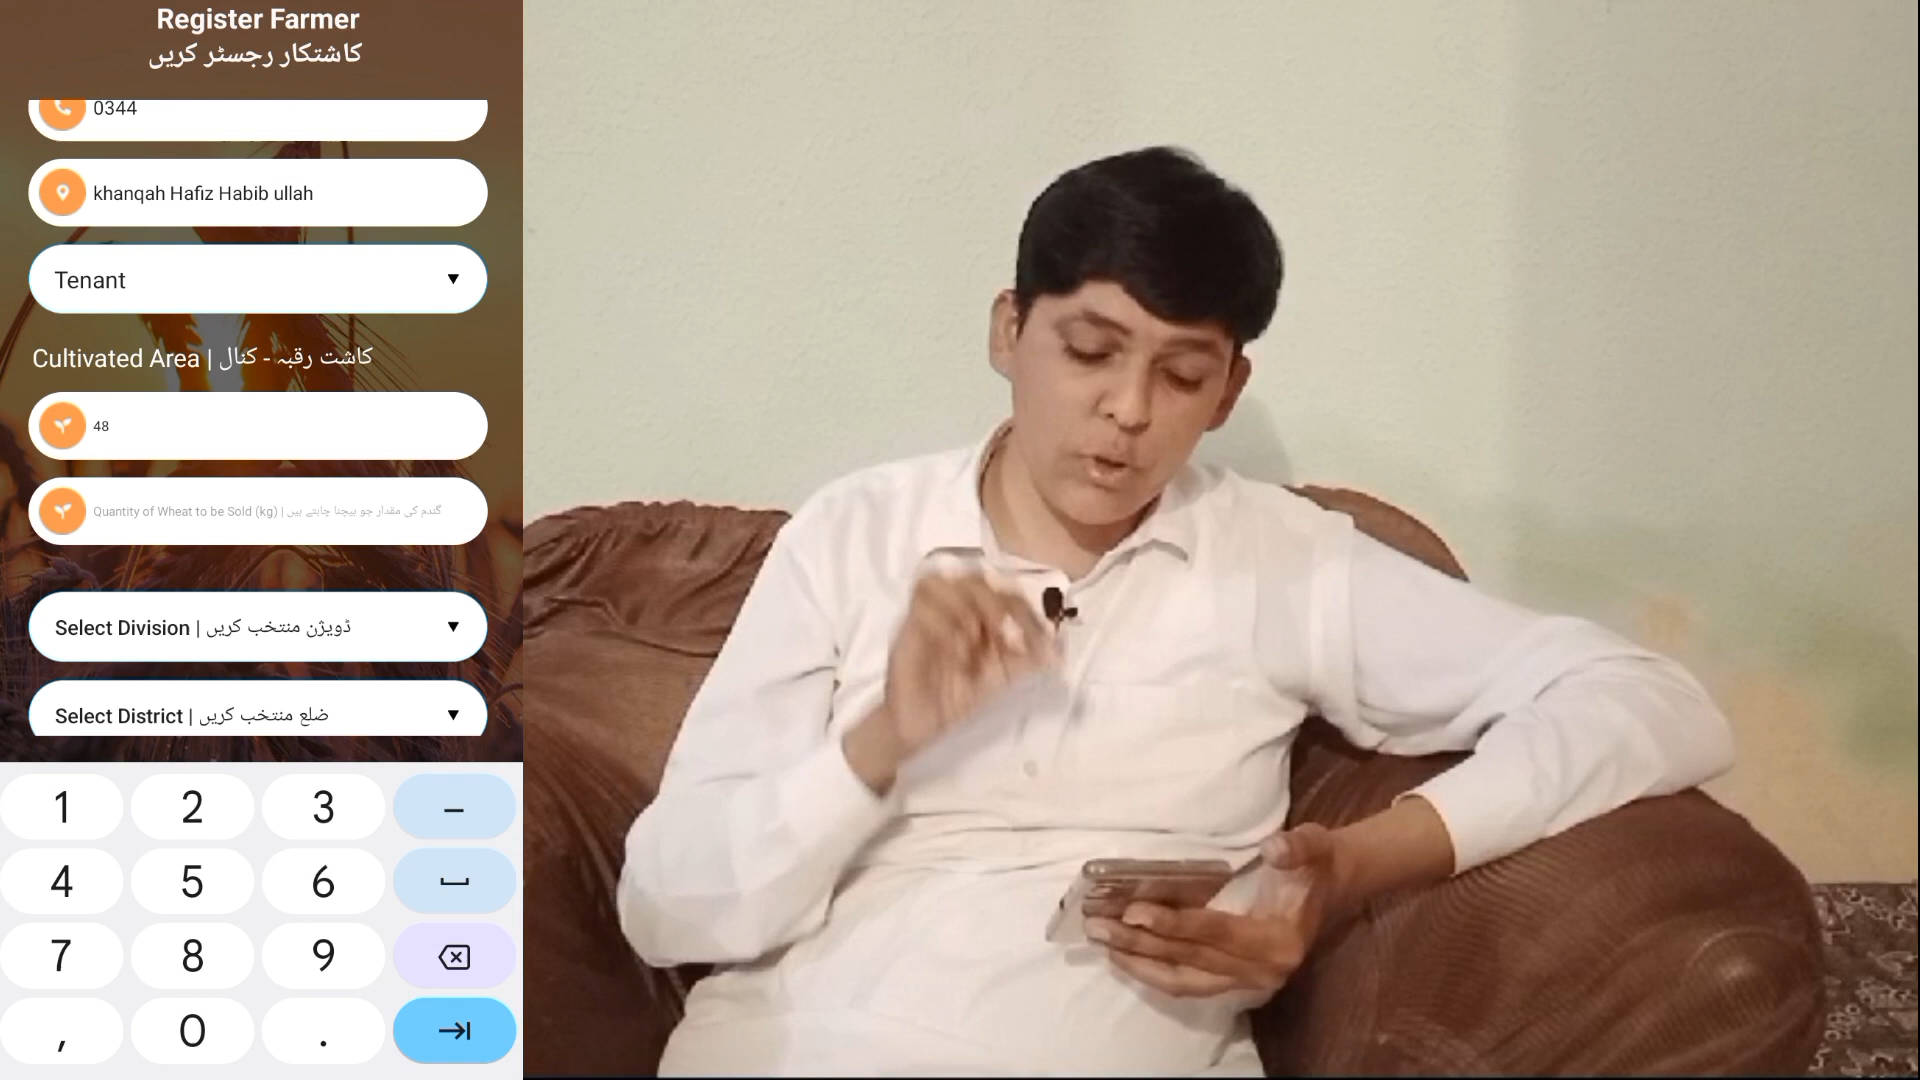 Register Farmer
کاشتکار رجسٹر کریں
0344
khanqah Hafiz Habib ullah
Tenant
Cultivated Area | کاشت رقبہ - کنال
48
Quantity of Wheat to be Sold (kg) | گندم کی مقدار جو بیچنا چاہتے ہیں
Select Division | ڈویژن منتخب کریں
Select District | ضلع منتخب کریں
1 2 3 –
4 5 6
7 8 9
, 0 .